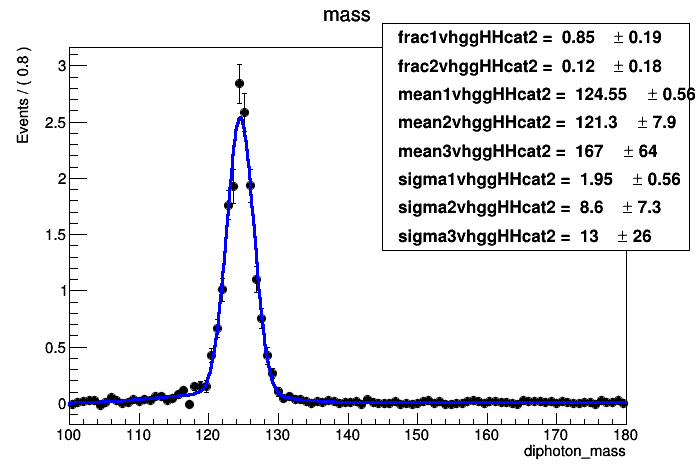 mass
frac1vhggHHcat2 = 0.85 ± 0.19
frac2vhggHHcat2 = 0.12 ± 0.18
mean1vhggHHcat2 = 124.55 ± 0.56
mean2vhggHHcat2 = 121.3 ± 7.9
mean3vhggHHcat2 = 167 ± 64
sigma1vhggHHcat2 = 1.95 ± 0.56
sigma2vhggHHcat2 = 8.6 ± 7.3
sigma3vhggHHcat2 = 13 ± 26
Events / ( 0.8 )
3
2.5
2
1.5
1
0.5
0
100 110 120 130 140 150 160 170 180
diphoton_mass